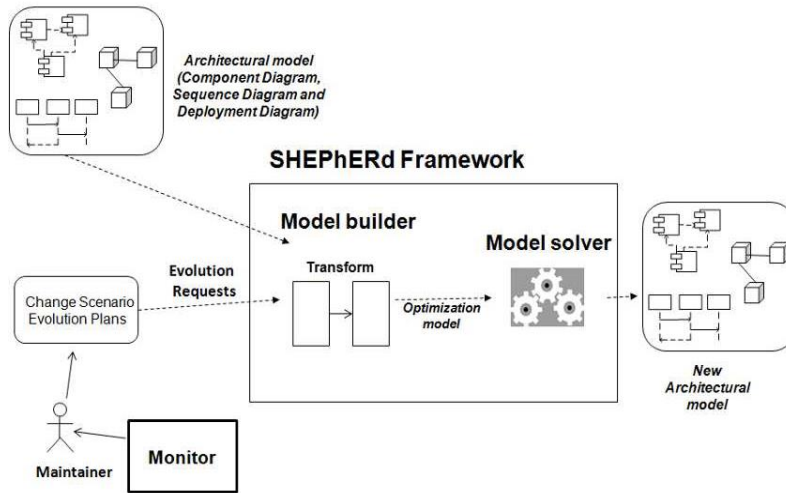 Architectural model
(Component Diagram,
Sequence Diagram and
Deployment Diagram)
SHEPhERd Framework
Model builder
Transform
Model solver
Evolution
Requests
Optimization
model
Change Scenario
Evolution Plans
New
Architectural
model
Maintainer
Monitor